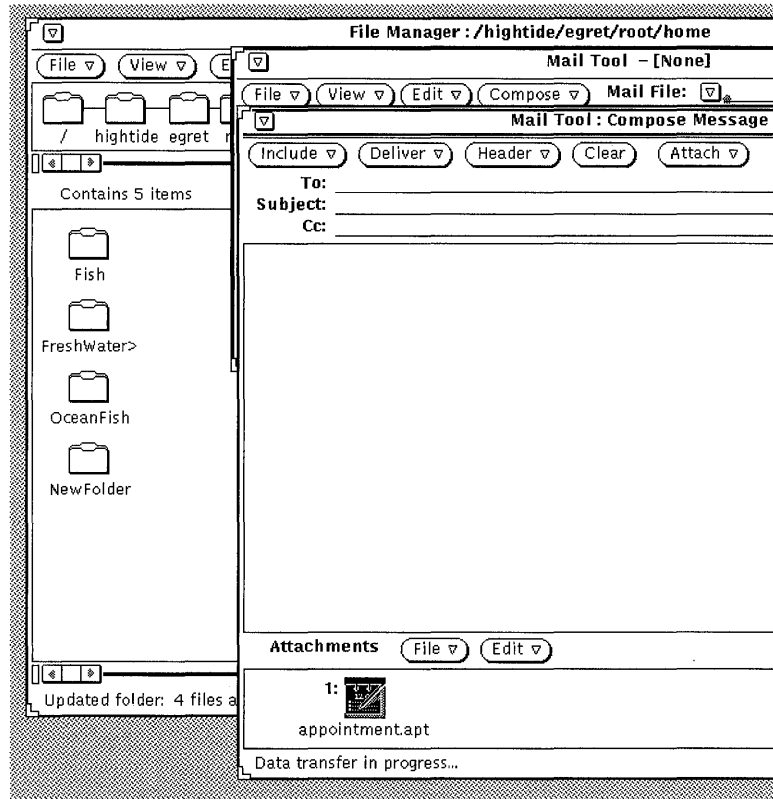 File Manager : /hightide/egret/root/home
File View
Mail Tool - [None]
File View Edit Compose Mail File:
/ hightide egret
Mail Tool : Compose Message
Include Deliver Header Clear Attach
To:
Subject:
Cc:
Contains 5 items
Fish
FreshWater>
OceanFish
NewFolder
Attachments File Edit
1:
appointment.apt
Updated folder: 4 files a
Data transfer in progress...